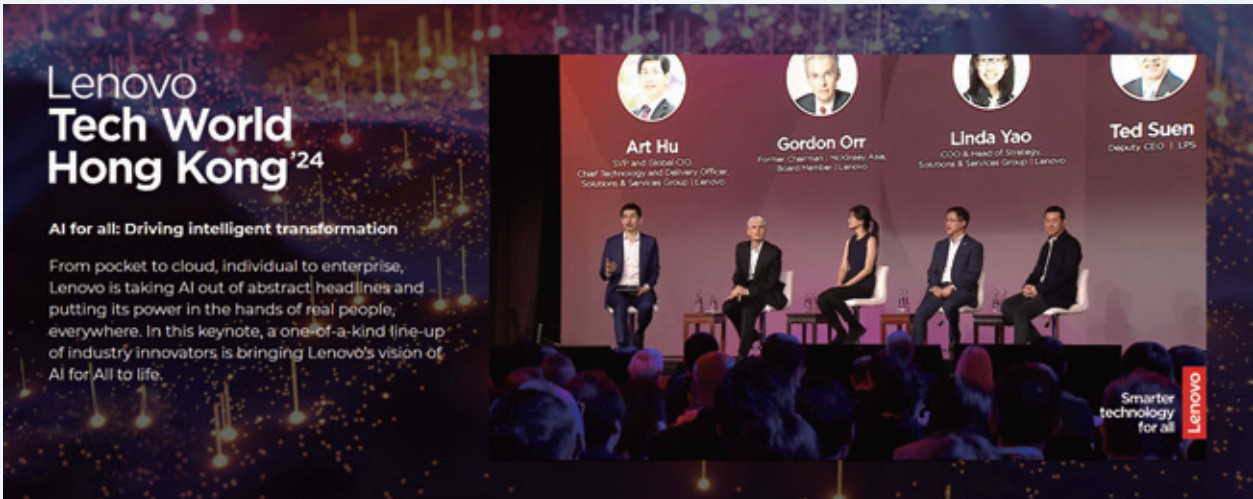 Lenovo
Tech World
Hong Kong '24
AI for all: Driving intelligent transformation
From pocket to cloud, individual to enterprise,
Lenovo is taking AI out of abstract headlines and
putting its power in the hands of real people,
everywhere. In this keynote, a one-of-a-kind line-up
of industry innovators is bringing Lenovo's vision of
AI for All to life.
Art Hu
SVP and Global CIO,
Chief Technology and Delivery Officer,
Solutions & Services Group | Lenovo
Gordon Orr
Former Chairman | McKinsey Asia,
Board Member | Lenovo
Linda Yao
COO & Head of Strategy,
Solutions & Services Group | Lenovo
Ted Suen
Deputy CEO | LPS
Smarter
technology
for all
Lenovo